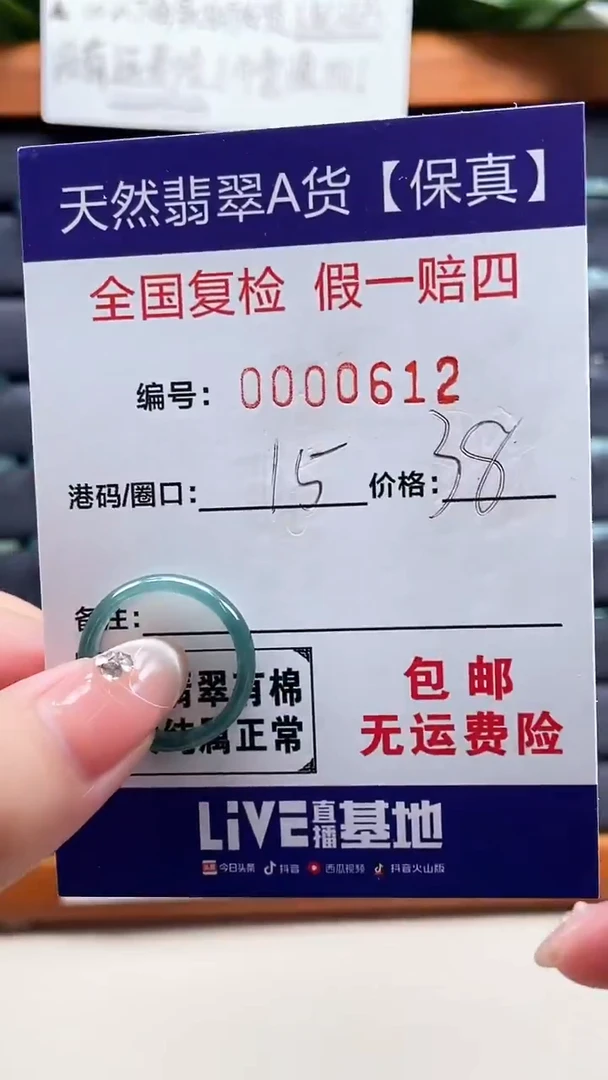 天然翡翠A货【保真】
全国复检 假一赔四
编号: 0000612
港码/圈口: 15 价格: 38
备注:
翡翠有棉
纹属正常
包邮
无运费险
LiVE直播基地
今日头条 抖音 西瓜视频 抖音火山版